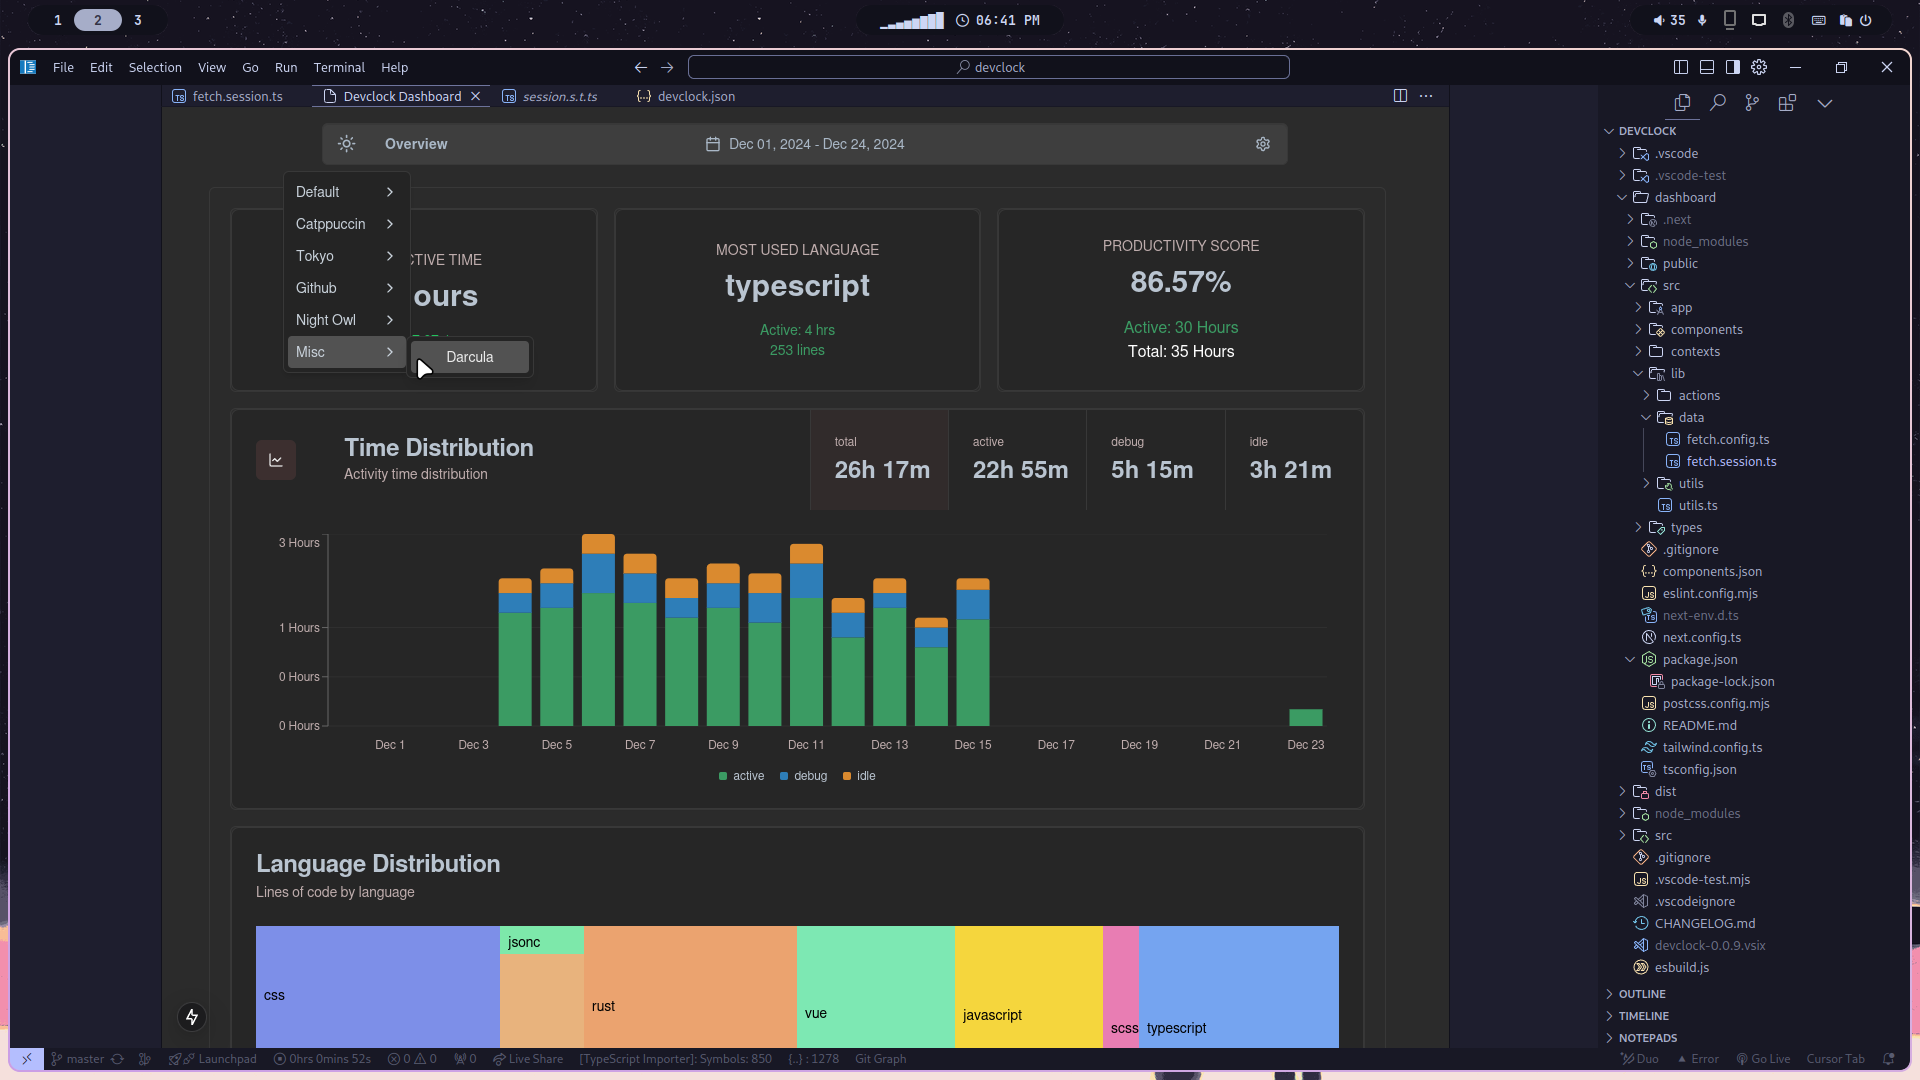 1 2 3
06:41 PM
35
File Edit Selection View Go Run Terminal Help
devclock
fetch.session.ts
Devclock Dashboard
session.s.t.ts
devclock.json
Overview
Dec 01, 2024 - Dec 24, 2024
Default
Catppuccin
Tokyo
Github
Night Owl
Misc
Darcula
CTIVE TIME
ours
MOST USED LANGUAGE
typescript
Active: 4 hrs
253 lines
PRODUCTIVITY SCORE
86.57%
Active: 30 Hours
Total: 35 Hours
Time Distribution
Activity time distribution
total
26h 17m
active
22h 55m
debug
5h 15m
idle
3h 21m
3 Hours
1 Hours
0 Hours
0 Hours
Dec 1 Dec 3 Dec 5 Dec 7 Dec 9 Dec 11 Dec 13 Dec 15 Dec 17 Dec 19 Dec 21 Dec 23
active debug idle
Language Distribution
Lines of code by language
css
jsonc
rust
vue
javascript
scss
typescript
DEVCLOCK
.vscode
.vscode-test
dashboard
.next
node_modules
public
src
app
components
contexts
lib
actions
data
fetch.config.ts
fetch.session.ts
utils
utils.ts
types
.gitignore
components.json
eslint.config.mjs
next-env.d.ts
next.config.ts
package.json
package-lock.json
postcss.config.mjs
README.md
tailwind.config.ts
tsconfig.json
dist
node_modules
src
.gitignore
.vscode-test.mjs
.vscodeignore
CHANGELOG.md
devclock-0.0.9.vsix
esbuild.js
OUTLINE
TIMELINE
NOTEPADS
master
Launchpad
0hrs 0mins 52s
0 0
0
Live Share
[TypeScript Importer]: Symbols: 850
{..} : 1278
Git Graph
Duo
Error
Go Live
Cursor Tab